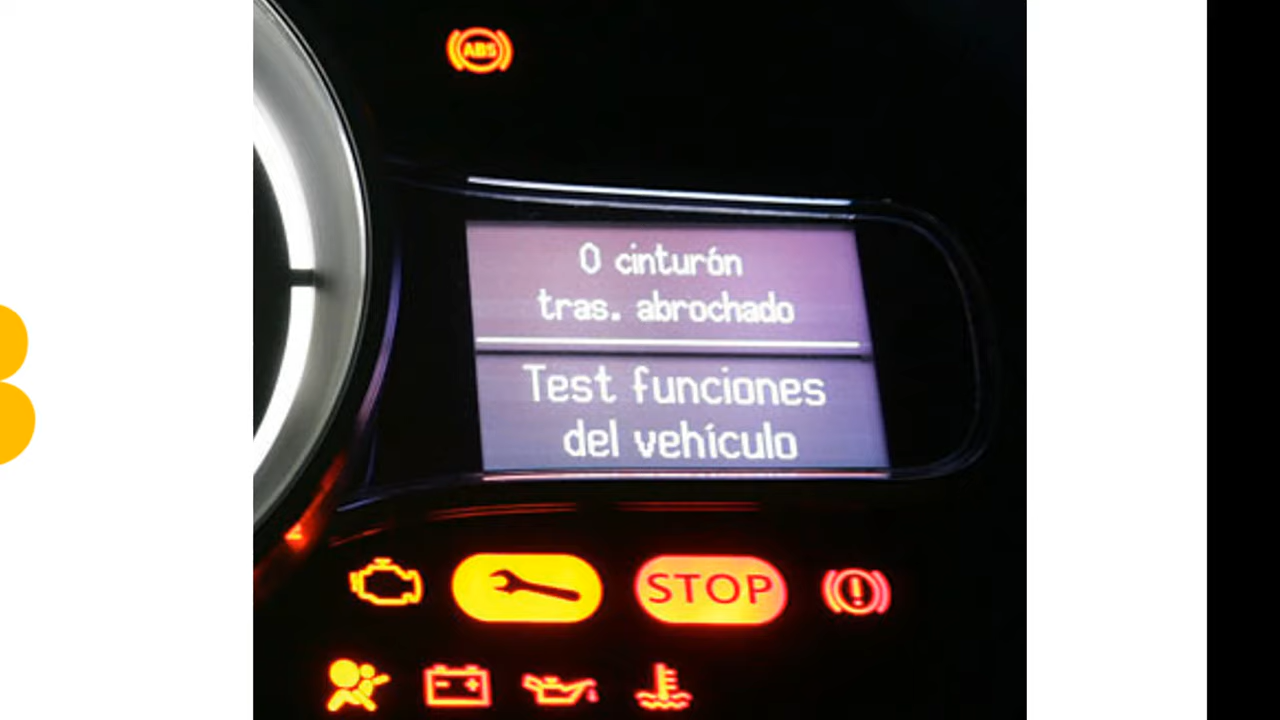 ABS
0 cinturón
tras. abrochado
Test funciones
del vehículo
STOP